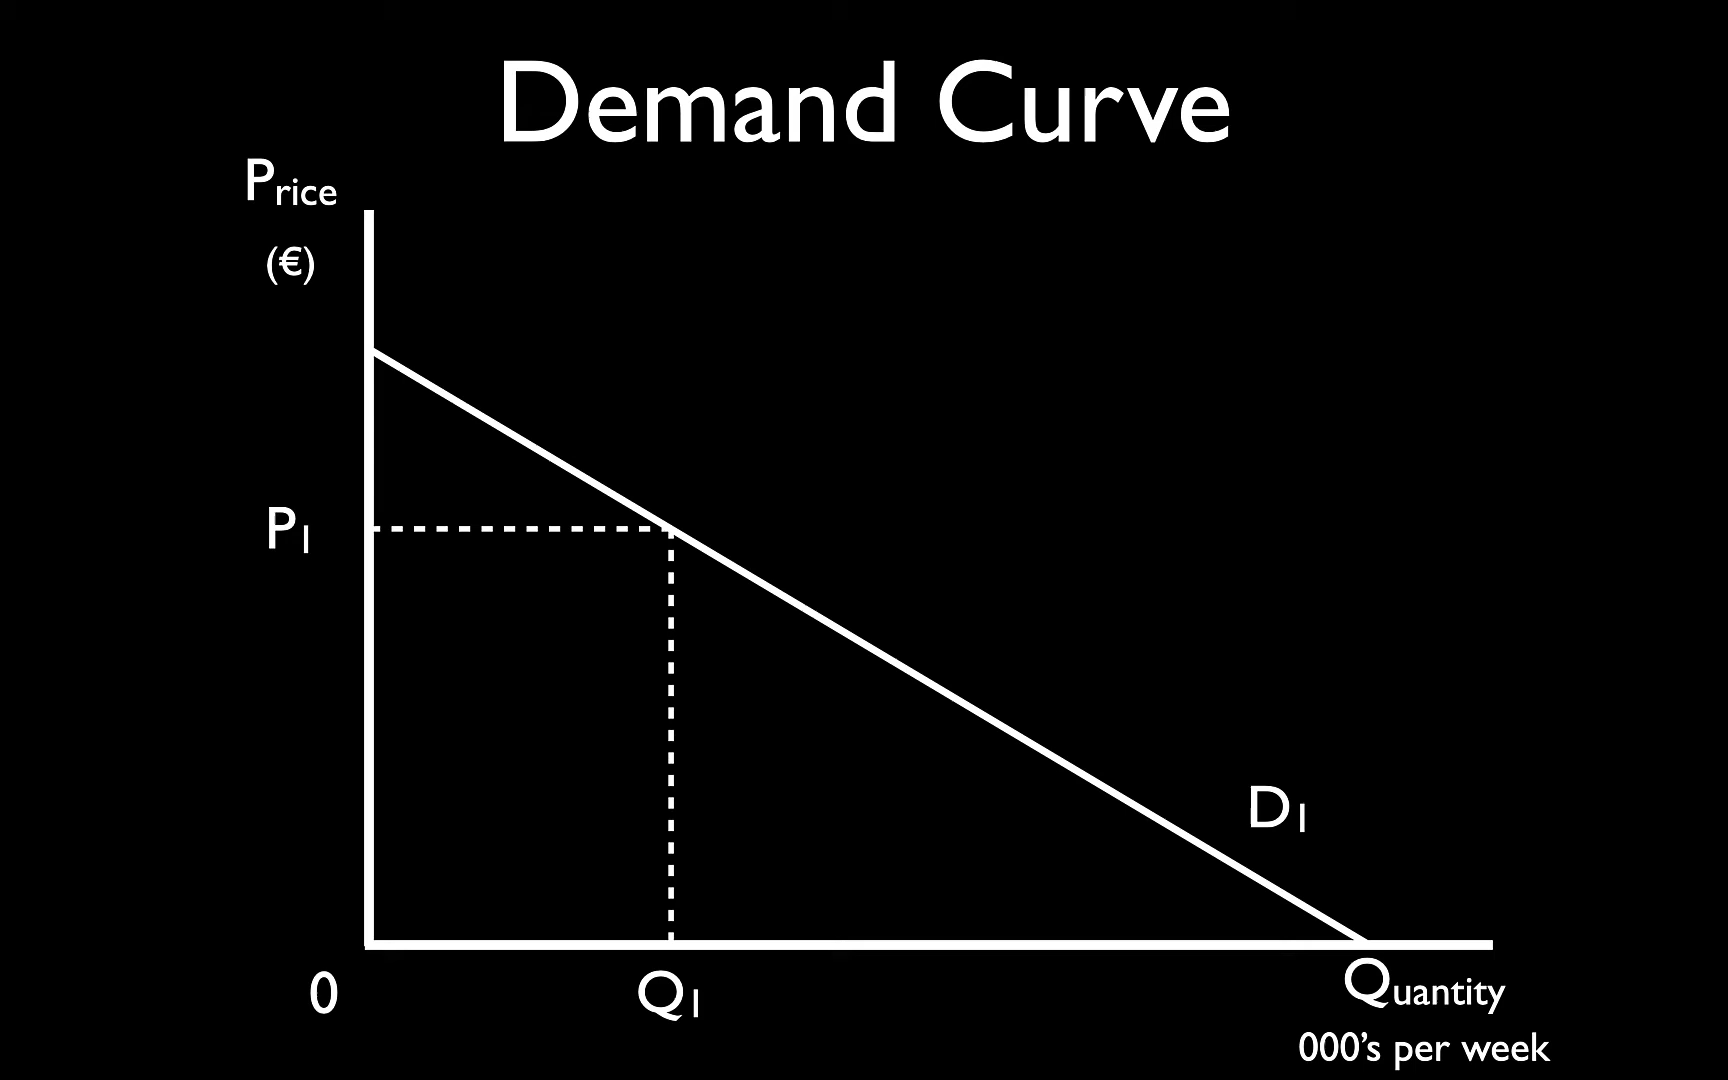 Demand Curve
Price
(€)
P1
D1
0
Q1
Quantity
000's per week